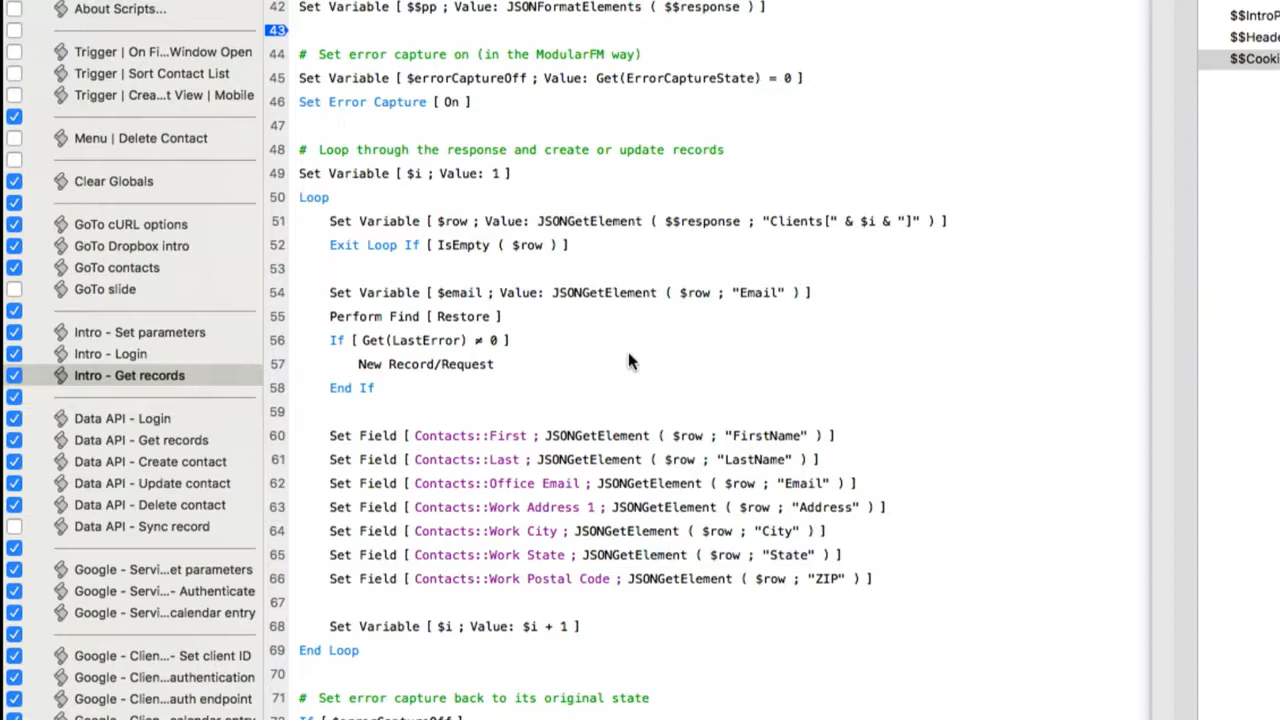 About Scripts...
Trigger | On Fi...Window Open
Trigger | Sort Contact List
Trigger | Crea...t View | Mobile
Menu | Delete Contact
Clear Globals
GoTo cURL options
GoTo Dropbox intro
GoTo contacts
GoTo slide
Intro - Set parameters
Intro - Login
Intro - Get records
Data API - Login
Data API - Get records
Data API - Create contact
Data API - Update contact
Data API - Delete contact
Data API - Sync record
Google - Servi...et parameters
Google - Servi...- Authenticate
Google - Servi...calendar entry
Google - Clien...- Set client ID
Google - Clien...authentication
Google - Clien...auth endpoint
Google - Clien...calendar entry
42 Set Variable [ $$pp ; Value: JSONFormatElements ( $$response ) ]
43
44 # Set error capture on (in the ModularFM way)
45 Set Variable [ $errorCaptureOff ; Value: Get(ErrorCaptureState) = 0 ]
46 Set Error Capture [ On ]
47
48 # Loop through the response and create or update records
49 Set Variable [ $i ; Value: 1 ]
50 Loop
51 Set Variable [ $row ; Value: JSONGetElement ( $$response ; "Clients[" & $i & "]" ) ]
52 Exit Loop If [ IsEmpty ( $row ) ]
53
54 Set Variable [ $email ; Value: JSONGetElement ( $row ; "Email" ) ]
55 Perform Find [ Restore ]
56 If [ Get(LastError) ≠ 0 ]
57 New Record/Request
58 End If
59
60 Set Field [ Contacts::First ; JSONGetElement ( $row ; "FirstName" ) ]
61 Set Field [ Contacts::Last ; JSONGetElement ( $row ; "LastName" ) ]
62 Set Field [ Contacts::Office Email ; JSONGetElement ( $row ; "Email" ) ]
63 Set Field [ Contacts::Work Address 1 ; JSONGetElement ( $row ; "Address" ) ]
64 Set Field [ Contacts::Work City ; JSONGetElement ( $row ; "City" ) ]
65 Set Field [ Contacts::Work State ; JSONGetElement ( $row ; "State" ) ]
66 Set Field [ Contacts::Work Postal Code ; JSONGetElement ( $row ; "ZIP" ) ]
67
68 Set Variable [ $i ; Value: $i + 1 ]
69 End Loop
70
71 # Set error capture back to its original state
72 If [ $errorCaptureOff ]
$$IntroP
$$Heade
$$Cooki